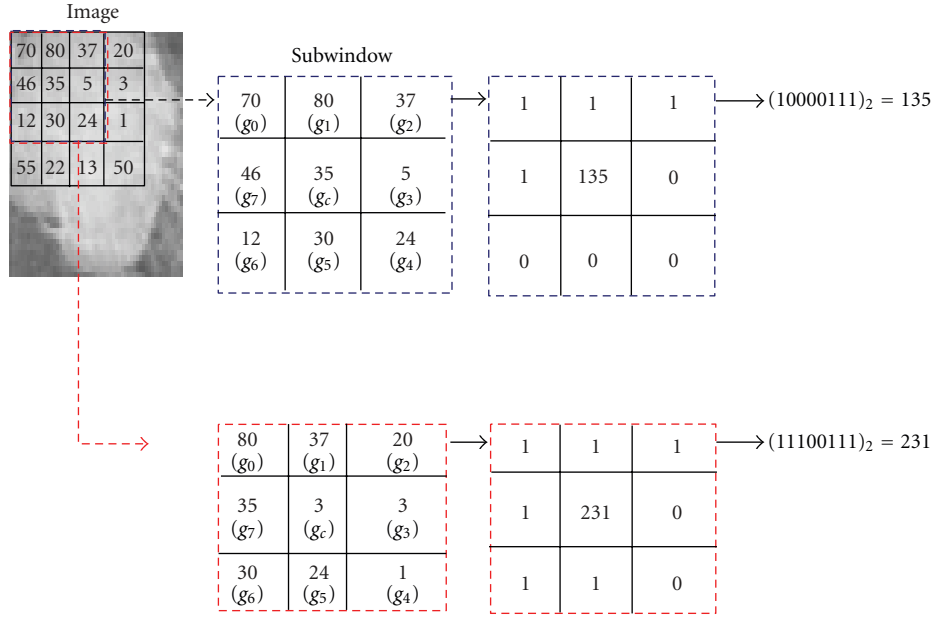 Image
70 80 37 20
46 35 5 3
12 30 24 1
55 22 13 50
Subwindow
70 80 37
(g0) (g1) (g2)
46 35 5
(g7) (gc) (g3)
12 30 24
(g6) (g5) (g4)
1 1 1
1 135 0
0 0 0
(10000111)2 = 135
80 37 20
(g0) (g1) (g2)
35 3 3
(g7) (gc) (g3)
30 24 1
(g6) (g5) (g4)
1 1 1
1 231 0
1 1 0
(11100111)2 = 231